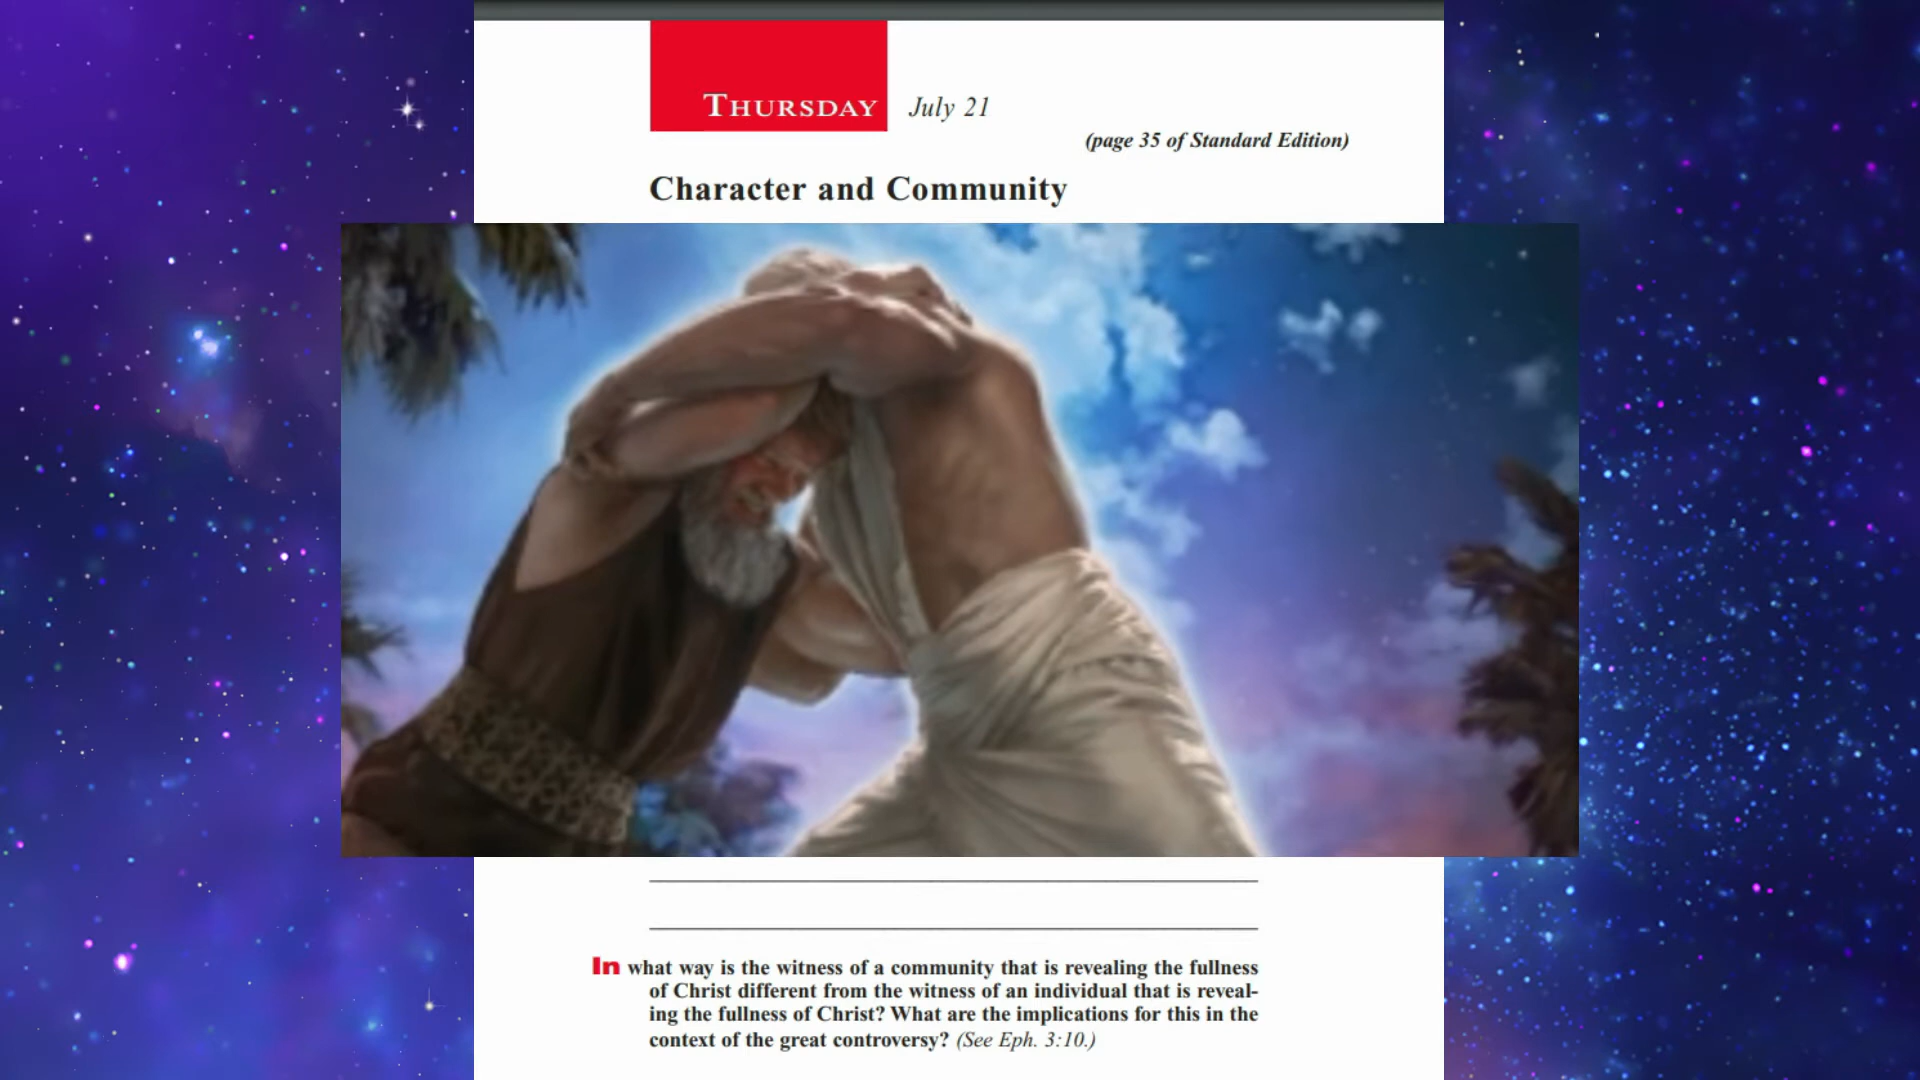 THURSDAY July 21
(page 35 of Standard Edition)
Character and Community
In what way is the witness of a community that is revealing the fullness
of Christ different from the witness of an individual that is reveal-
ing the fullness of Christ? What are the implications for this in the
context of the great controversy? (See Eph. 3:10.)